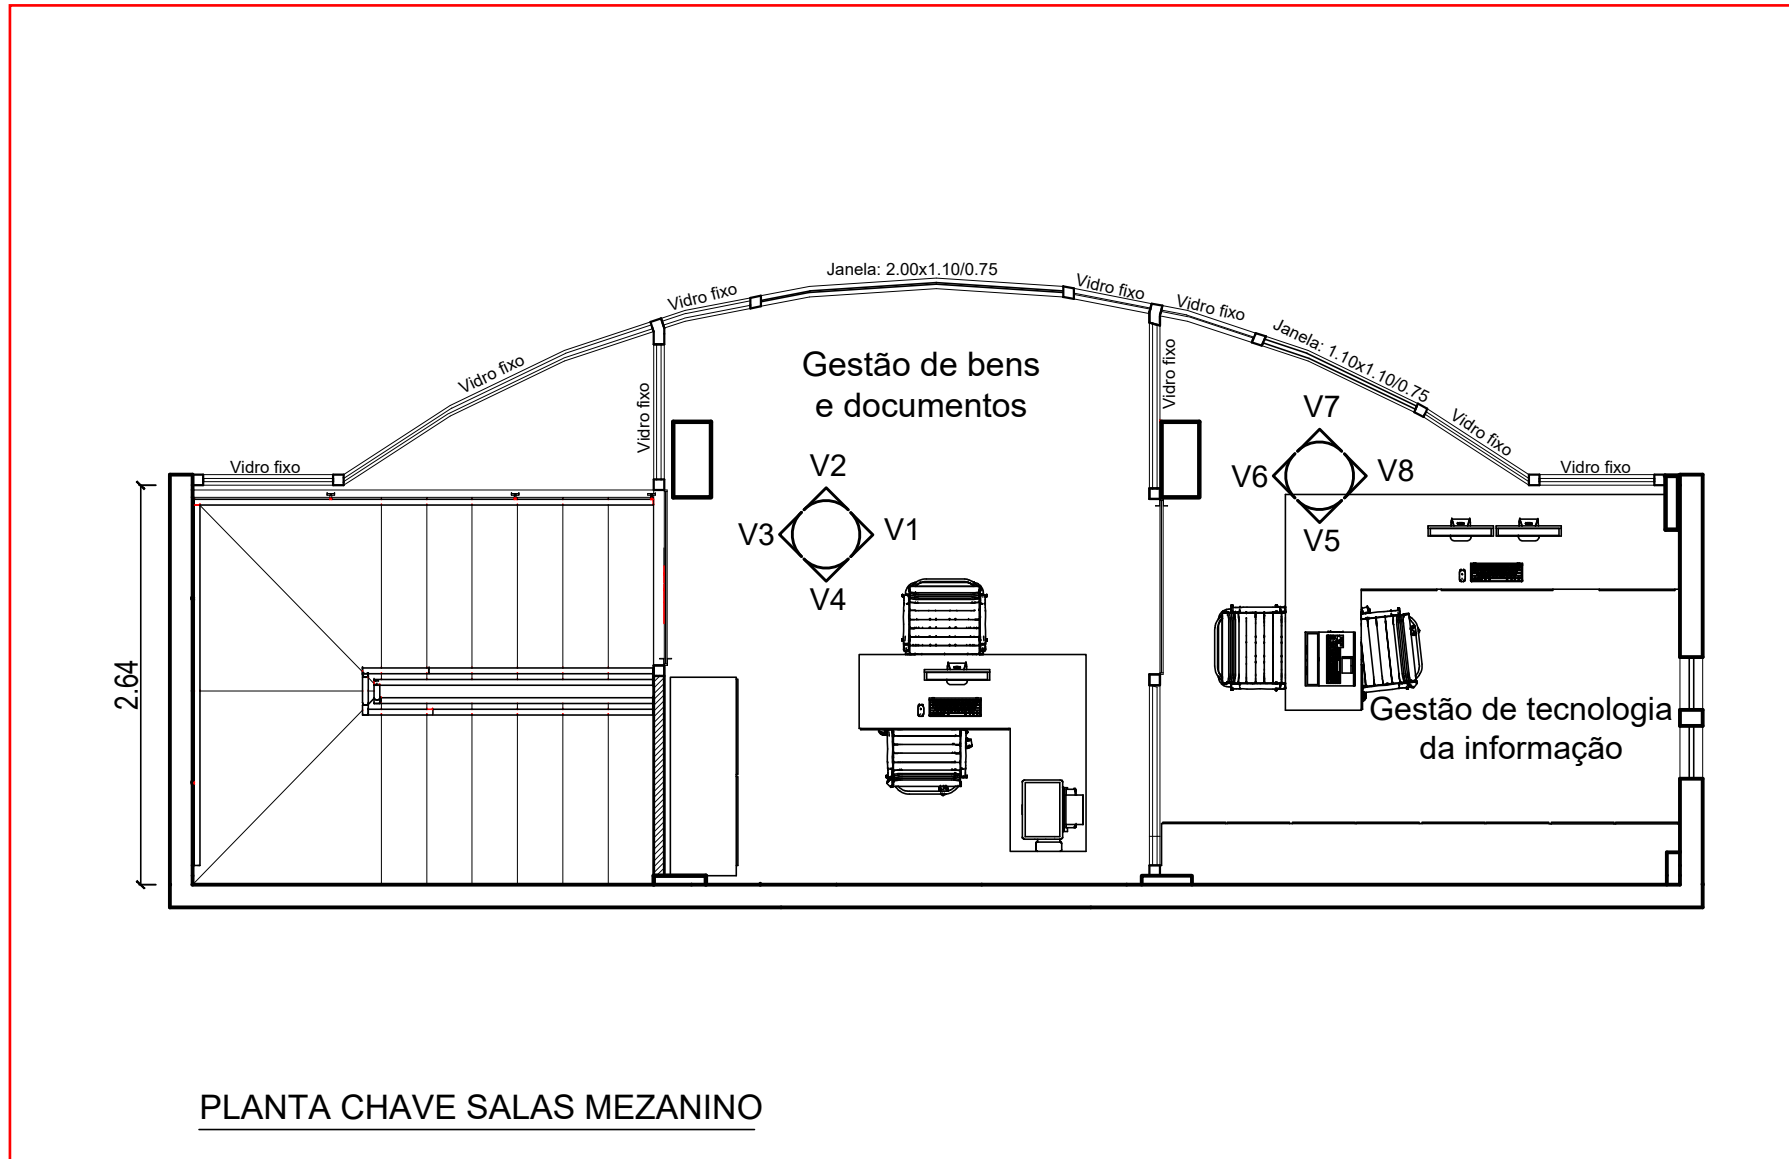 Janela: 2.00x1.10/0.75
Vidro fixo
Vidro fixo
Vidro fixo
Janela: 1.10x1.10/0.75
Vidro fixo
Vidro fixo
Vidro fixo
Vidro fixo
Vidro fixo
Vidro fixo
Gestão de bens
e documentos
V2
V3
V1
V4
V7
V6
V8
V5
2.64
Gestão de tecnologia
da informação
PLANTA CHAVE SALAS MEZANINO